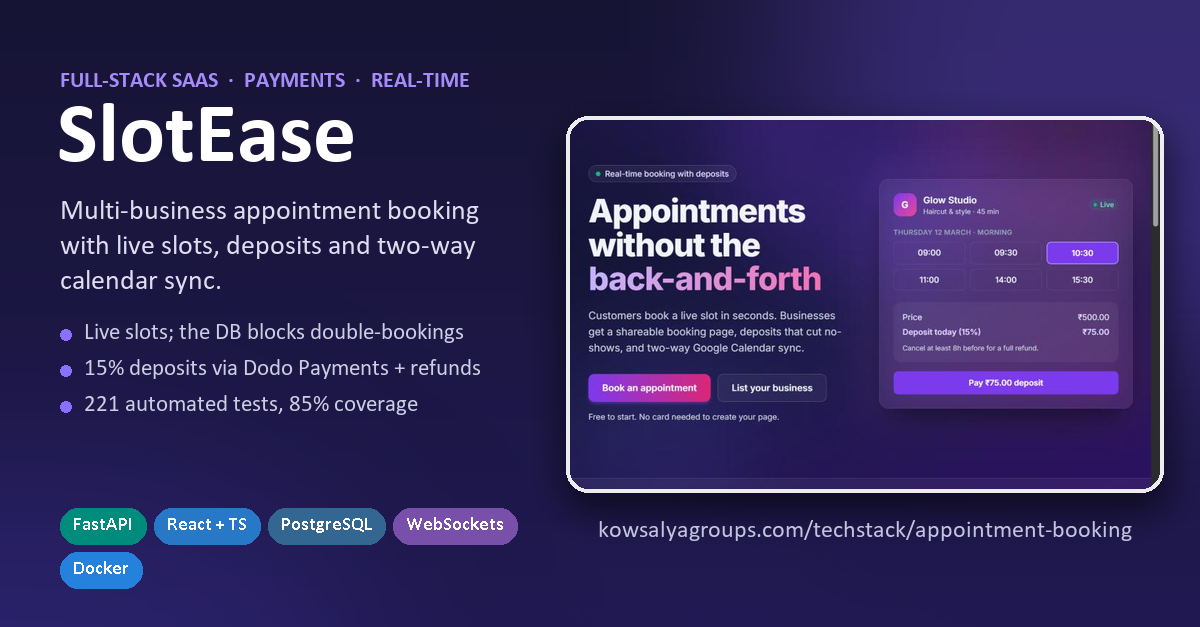 FULL-STACK SAAS · PAYMENTS · REAL-TIME
SlotEase
Multi-business appointment booking
with live slots, deposits and two-way
calendar sync.
Live slots; the DB blocks double-bookings
15% deposits via Dodo Payments + refunds
221 automated tests, 85% coverage
FastAPI
React + TS
PostgreSQL
WebSockets
Docker
Real-time booking with deposits
Appointments
without the
back-and-forth
Customers book a live slot in seconds. Businesses
get a shareable booking page, deposits that cut no-
shows, and two-way Google Calendar sync.
Book an appointment
List your business
Free to start. No card needed to create your page.
G
Glow Studio
Haircut & style · 45 min
Live
THURSDAY 12 MARCH · MORNING
09:00 09:30 10:30
11:00 14:00 15:30
Price ₹500.00
Deposit today (15%) ₹75.00
Cancel at least 8h before for a full refund.
Pay ₹75.00 deposit
kowsalyagroups.com/techstack/appointment-booking